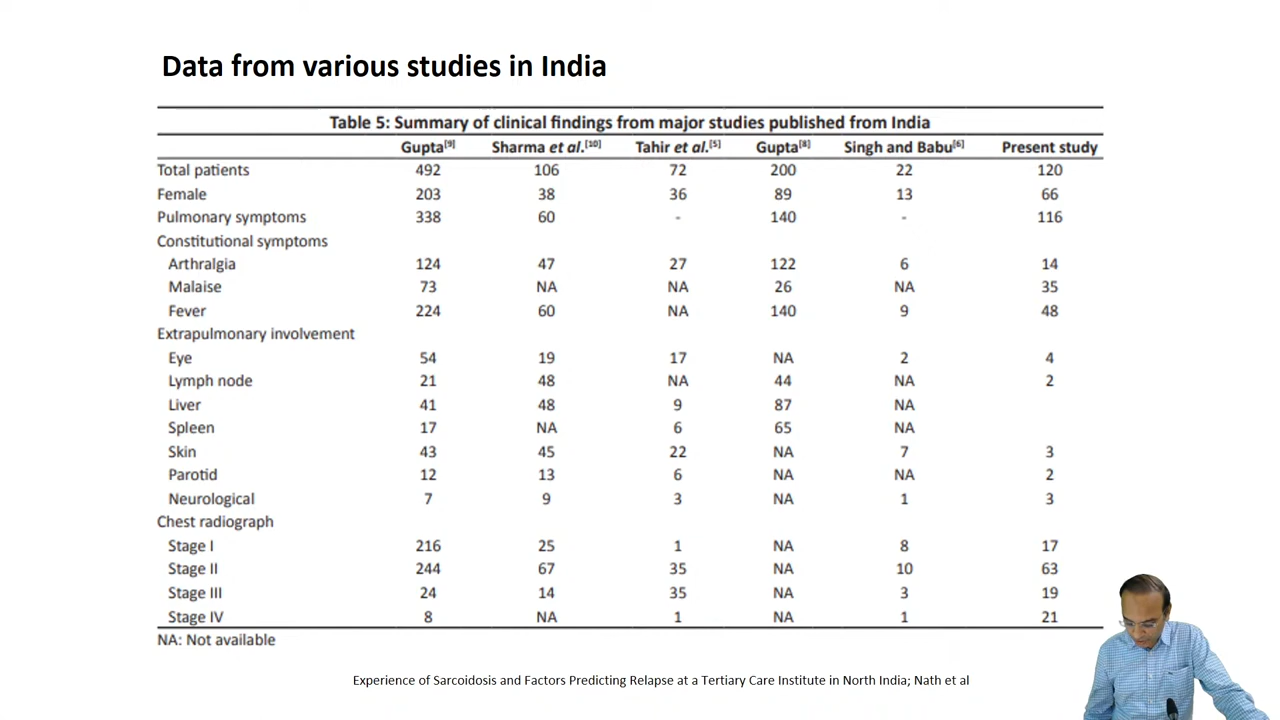 Data from various studies in India
Table 5: Summary of clinical findings from major studies published from India
Gupta[9] Sharma et al.[10] Tahir et al.[5] Gupta[8] Singh and Babu[6] Present study
Total patients 492 106 72 200 22 120
Female 203 38 36 89 13 66
Pulmonary symptoms 338 60 - 140 - 116
Constitutional symptoms
Arthralgia 124 47 27 122 6 14
Malaise 73 NA NA 26 NA 35
Fever 224 60 NA 140 9 48
Extrapulmonary involvement
Eye 54 19 17 NA 2 4
Lymph node 21 48 NA 44 NA 2
Liver 41 48 9 87 NA
Spleen 17 NA 6 65 NA
Skin 43 45 22 NA 7 3
Parotid 12 13 6 NA NA 2
Neurological 7 9 3 NA 1 3
Chest radiograph
Stage I 216 25 1 NA 8 17
Stage II 244 67 35 NA 10 63
Stage III 24 14 35 NA 3 19
Stage IV 8 NA 1 NA 1 21
NA: Not available
Experience of Sarcoidosis and Factors Predicting Relapse at a Tertiary Care Institute in North India; Nath et al